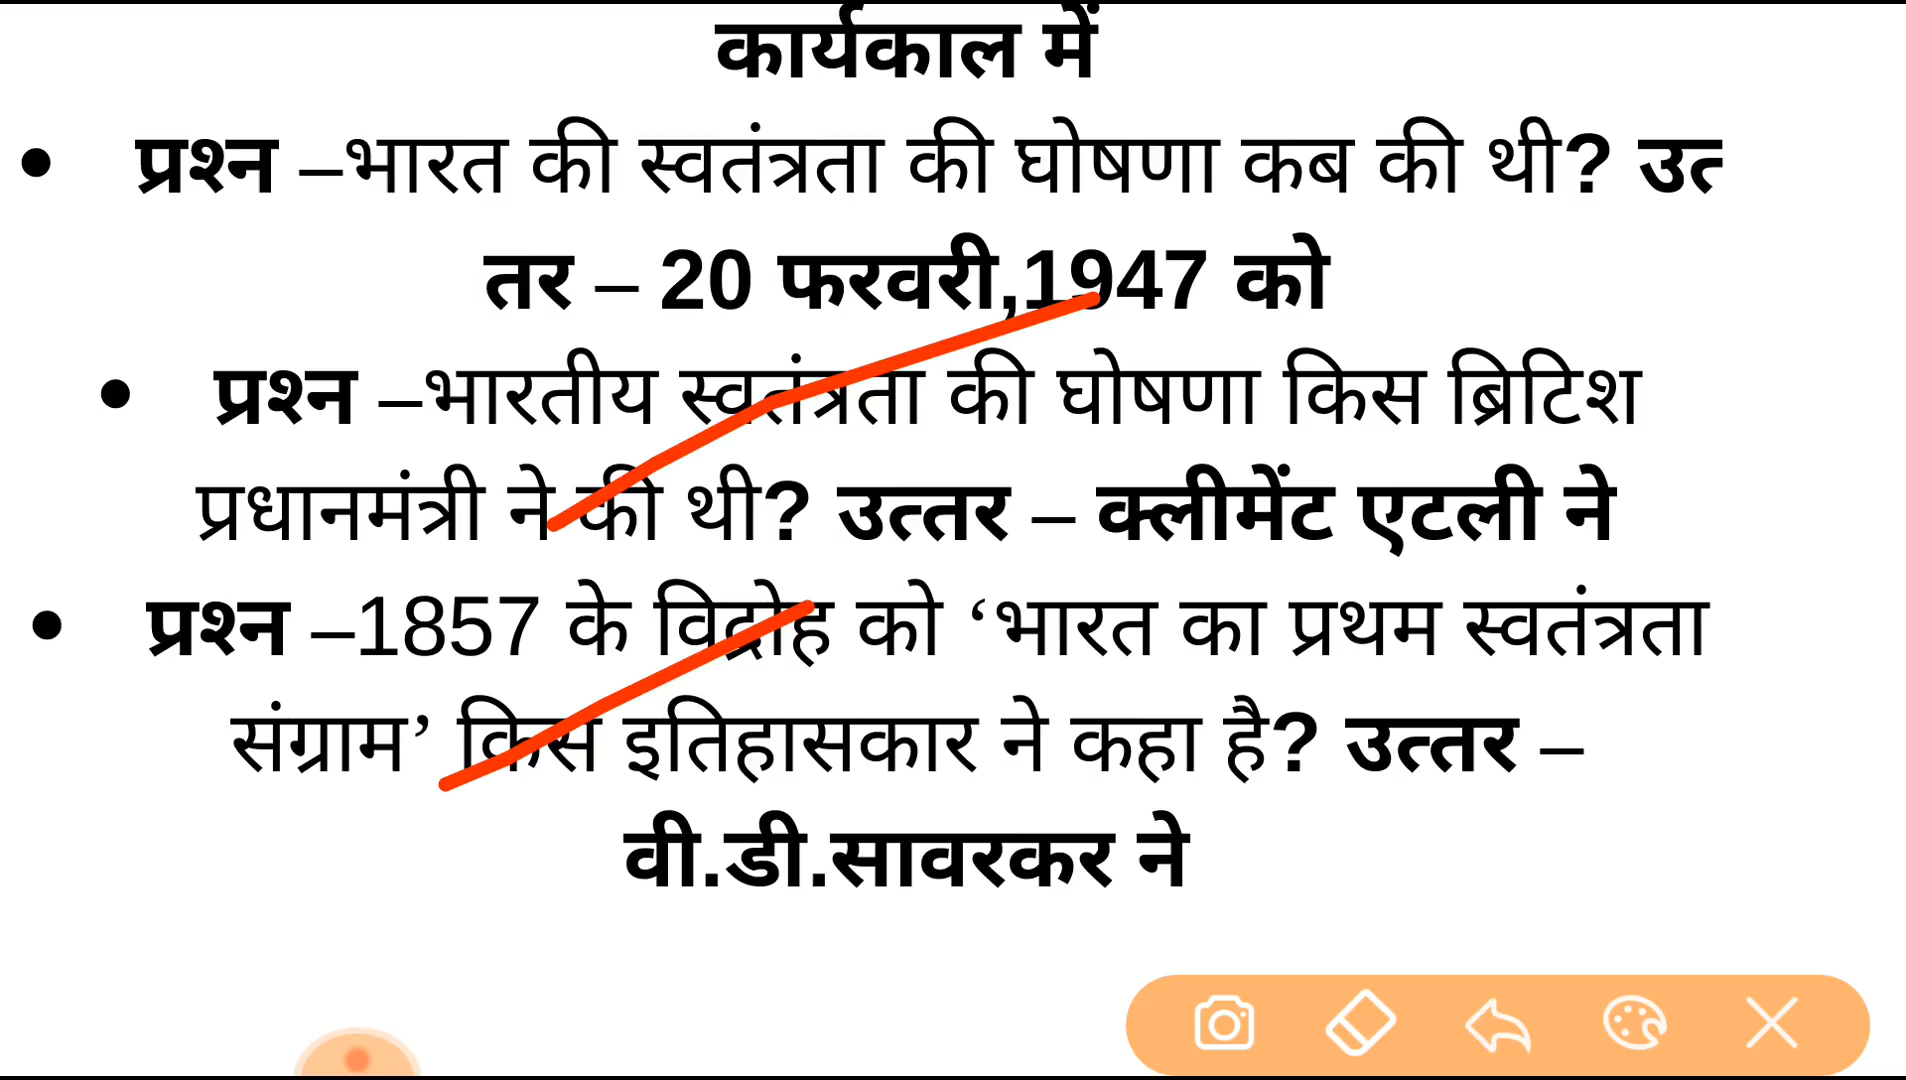 कार्यकाल में
• प्रश्न –भारत की स्वतंत्रता की घोषणा कब की थी? उत
तर – 20 फरवरी,1947 को
• प्रश्न –भारतीय स्वतंत्रता की घोषणा किस ब्रिटिश
प्रधानमंत्री ने की थी? उत्तर – क्लीमेंट एटली ने
• प्रश्न –1857 के विद्रोह को ‘भारत का प्रथम स्वतंत्रता
संग्राम’ किस इतिहासकार ने कहा है? उत्तर –
वी.डी.सावरकर ने